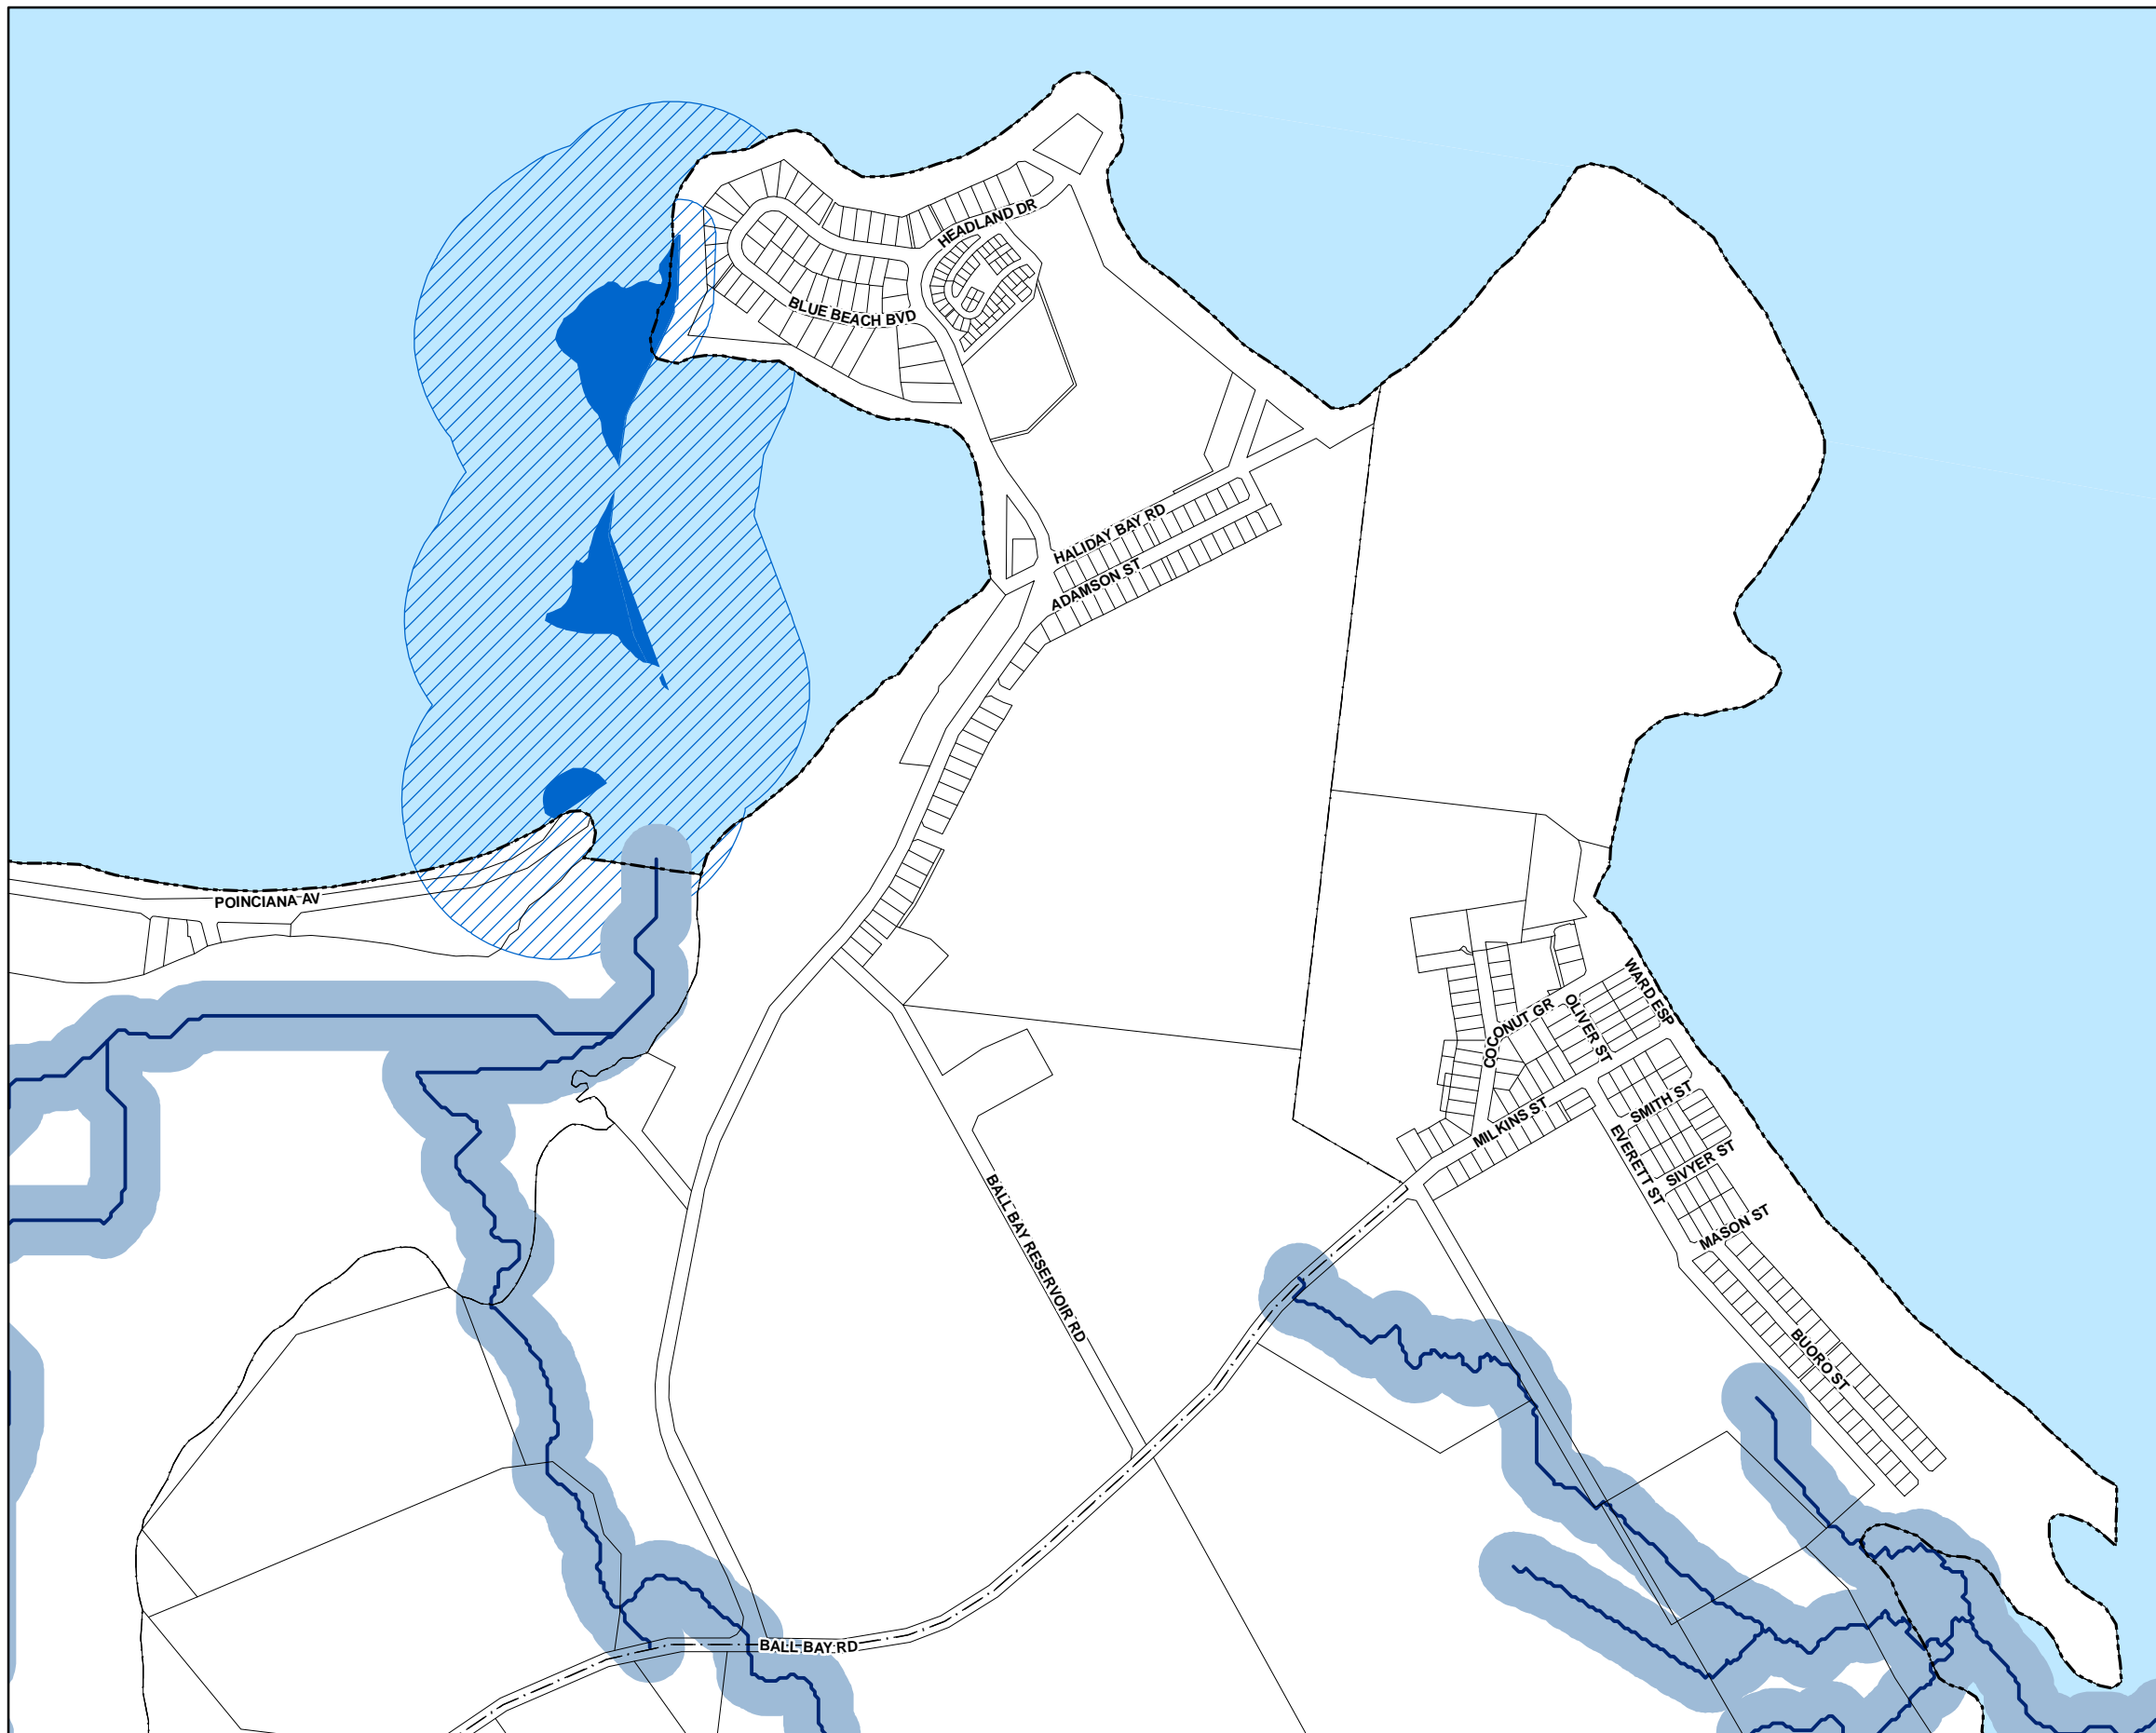 HEADLAND DR
BLUE BEACH BVD
HALIDAY BAY RD
ADAMSON ST
POINCIANA AV
WARD ESP
OLIVER ST
COCONUT GR
SMITH ST
MILKINS ST
EVERETT ST
SIVYER ST
MASON ST
BALL BAY RESERVOIR RD
BUORO ST
BALL BAY RD